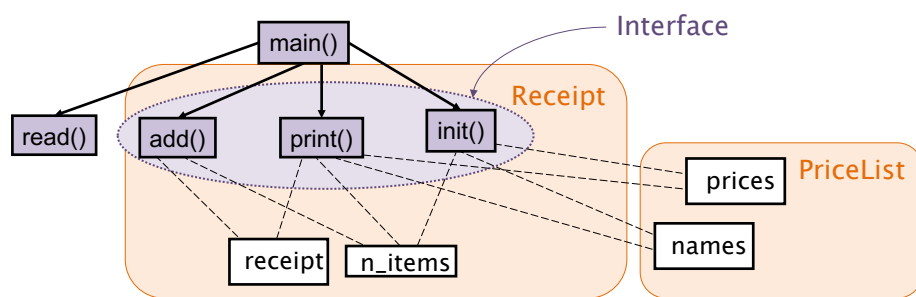 Interface
main()
Receipt
read()
add()
print()
init()
prices
PriceList
names
receipt
n_items